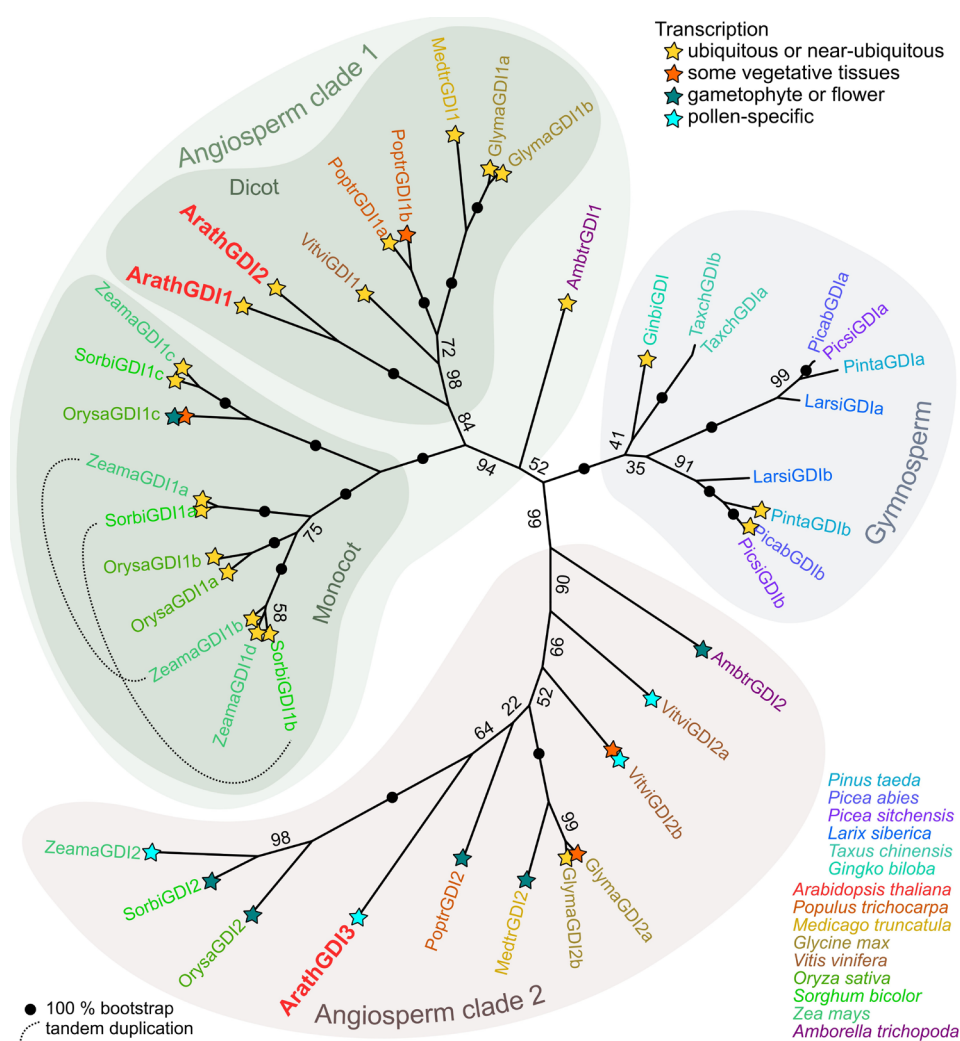 Transcription
ubiquitous or near-ubiquitous
some vegetative tissues
gametophyte or flower
pollen-specific
Angiosperm clade 1
Dicot
MedtrGDI1
GlymaGDI1a
GlymaGDI1b
PoptrGDI1b
PoptrGDI1a
VitviGDI1
ArathGDI2
ArathGDI1
AmbtrGDI1
72
98
84
94
52
ZeamaGDI1c
SorbiGDI1c
OrysaGDI1c
ZeamaGDI1a
SorbiGDI1a
OrysaGDI1b
OrysaGDI1a
ZeamaGDI1b
ZeamaGDI1d
SorbiGDI1b
75
58
Monocot
GinbiGDI
TaxchGDIb
TaxchGDIa
PicabGDIa
PicsiGDIa
PintaGDIa
LarsiGDIa
LarsiGDIb
PintaGDIb
PicabGDIb
PicsiGDIb
99
41
35
91
Gymnosperm
66
90
66
52
22
64
98
99
AmbtrGDI2
VitviGDI2a
VitviGDI2b
GlymaGDI2a
GlymaGDI2b
MedtrGDI2
PoptrGDI2
ArathGDI3
OrysaGDI2
SorbiGDI2
ZeamaGDI2
Angiosperm clade 2
Pinus taeda
Picea abies
Picea sitchensis
Larix siberica
Taxus chinensis
Gingko biloba
Arabidopsis thaliana
Populus trichocarpa
Medicago truncatula
Glycine max
Vitis vinifera
Oryza sativa
Sorghum bicolor
Zea mays
Amborella trichopoda
100 % bootstrap
tandem duplication